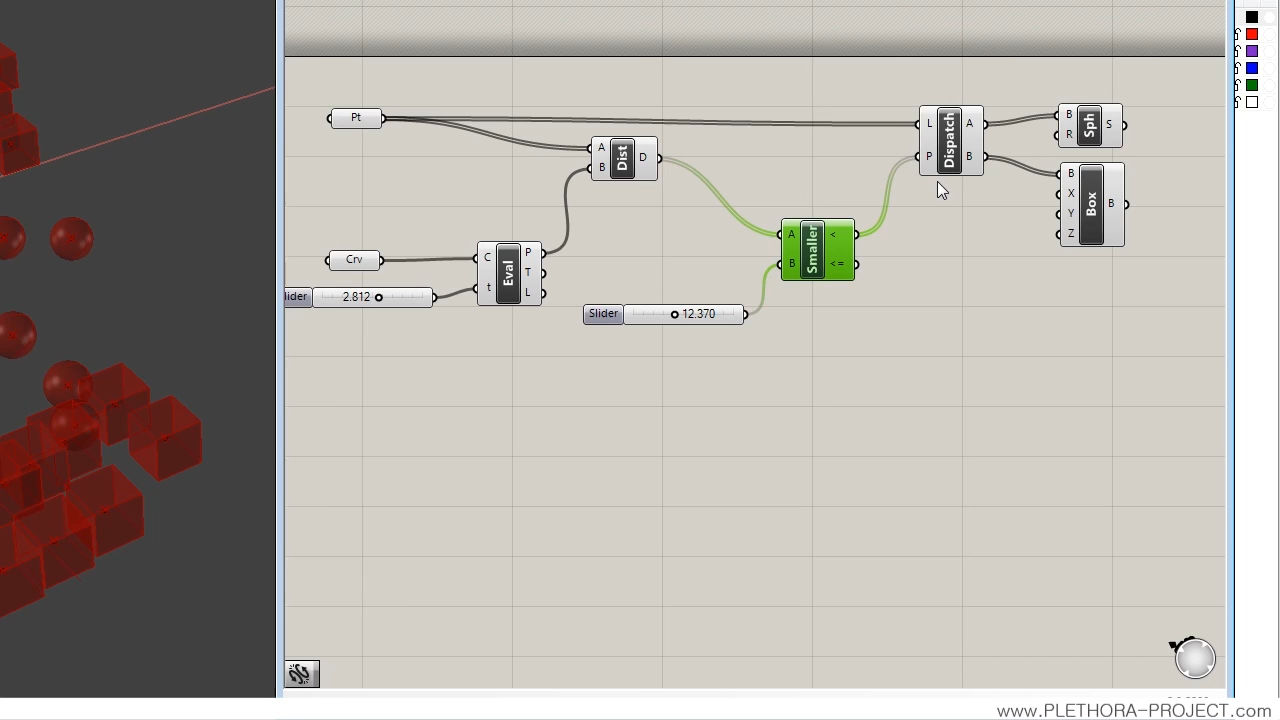 Pt
Crv
lider
2.812
C
t
Eval
P
T
L
A
B
Dist
D
Slider
12.370
A
B
Smaller
<
<=
L
P
Dispatch
A
B
B
R
Sph
S
B
X
Y
Z
Box
B
www.PLETHORA-PROJECT.com